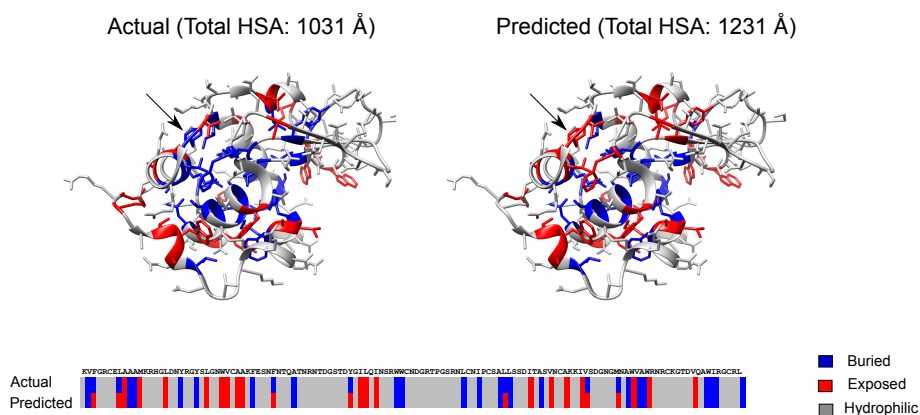 Actual (Total HSA: 1031 Å)
Predicted (Total HSA: 1231 Å)
KVFGRCELAAAMKRHGLDNYRGYSLGNWVCAAKFESNFNTQATNRNTDGSTDYGILQINSRWWCNDGRTPGSRNLCNIPCSALLSSDITASVNCAKKIVSDGNGMNAWVAWRNRCKGTDVQAWIRGCRL
Actual
Predicted
Buried
Exposed
Hydrophilic